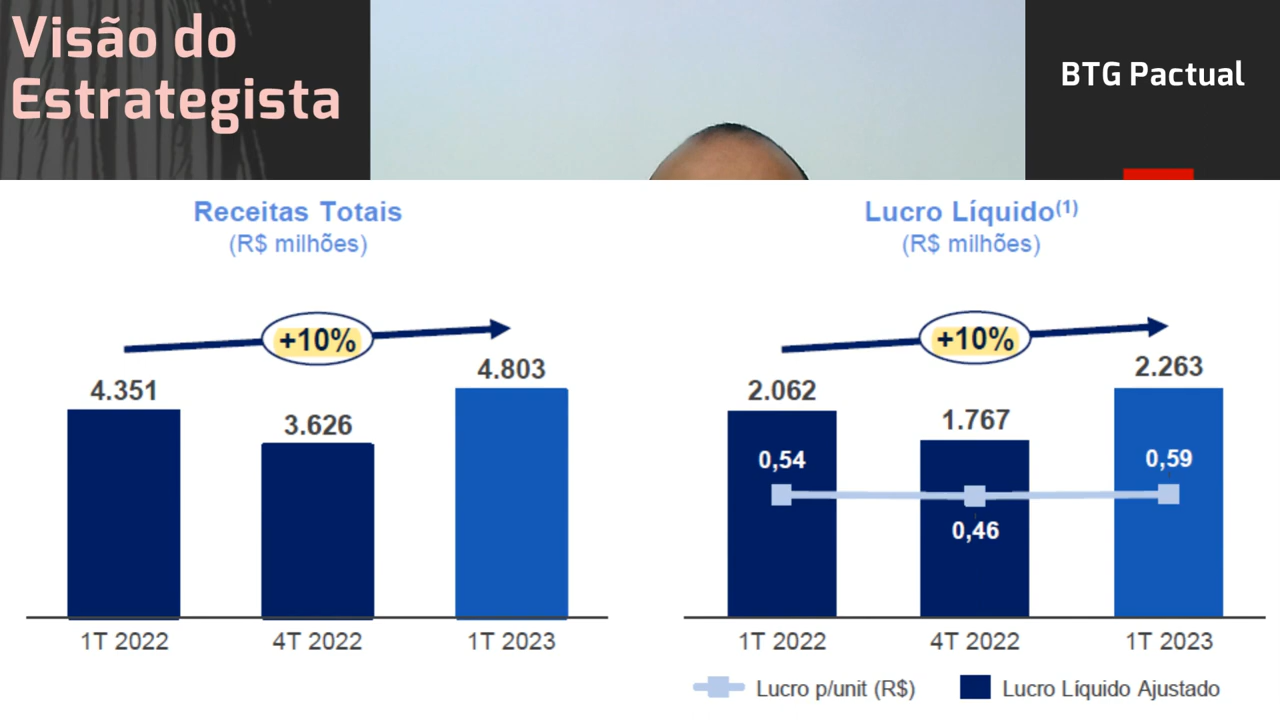 Visão do
Estrategista
BTG Pactual
Receitas Totais
(R$ milhões)
+10%
4.351
3.626
4.803
1T 2022
4T 2022
1T 2023
Lucro Líquido(1)
(R$ milhões)
+10%
2.062
1.767
2.263
0,54
0,46
0,59
1T 2022
4T 2022
1T 2023
Lucro p/unit (R$)
Lucro Líquido Ajustado